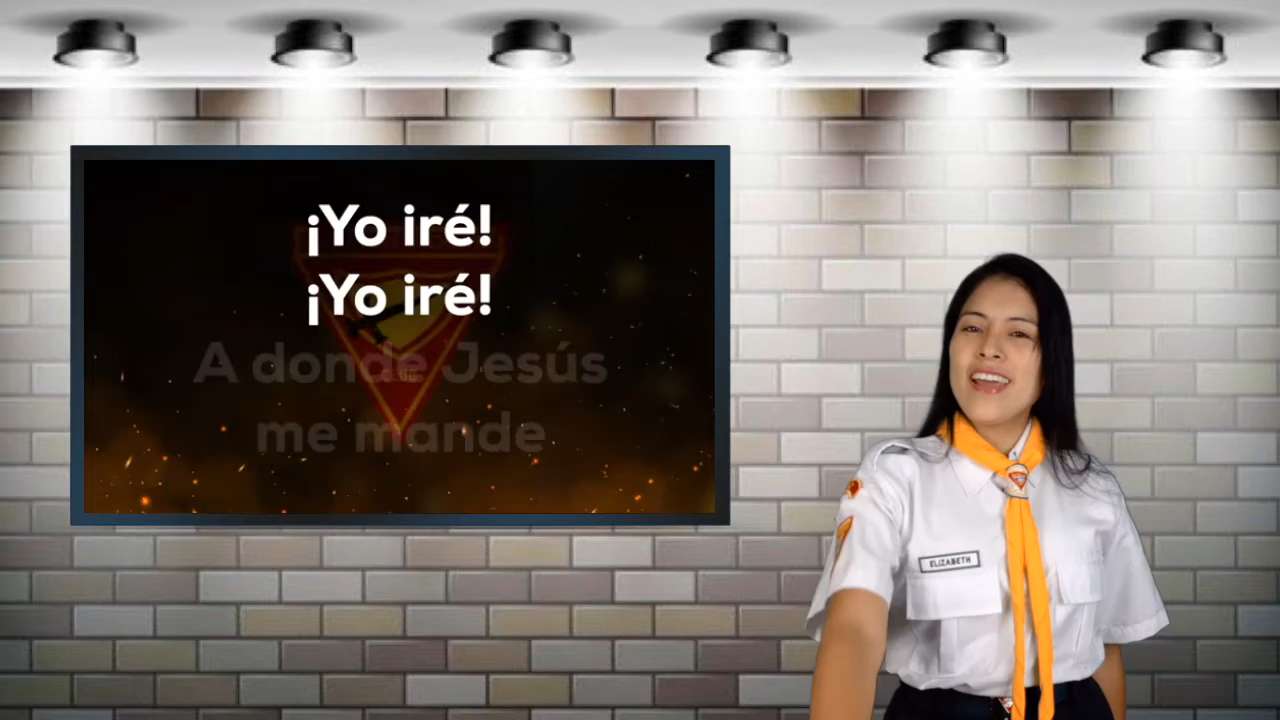 ¡Yo iré!
¡Yo iré!
A donde Jesús
me mande
ELIZABETH